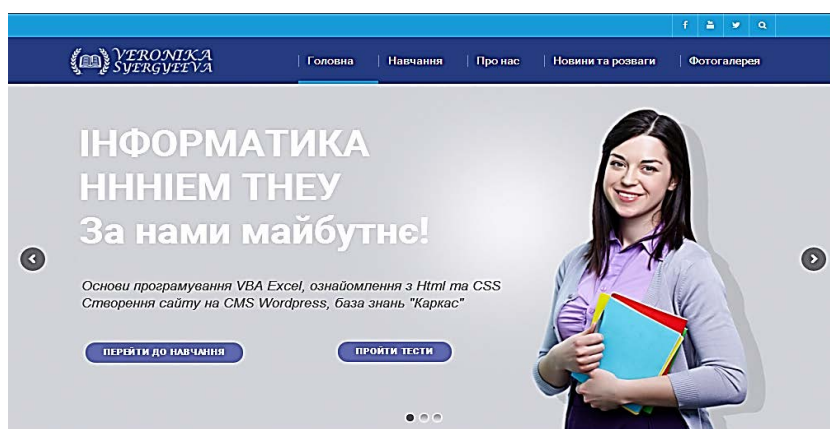 VERONIKA
SYERGYEEVA
Головна
Навчання
Про нас
Новини та розваги
Фотогалерея
ІНФОРМАТИКА
НННІЕМ ТНЕУ
За нами майбутнє!
Основи програмування VBA Excel, ознайомлення з Html та CSS
Створення сайту на CMS Wordpress, база знань "Каркас"
ПЕРЕЙТИ ДО НАВЧАННЯ
ПРОЙТИ ТЕСТИ